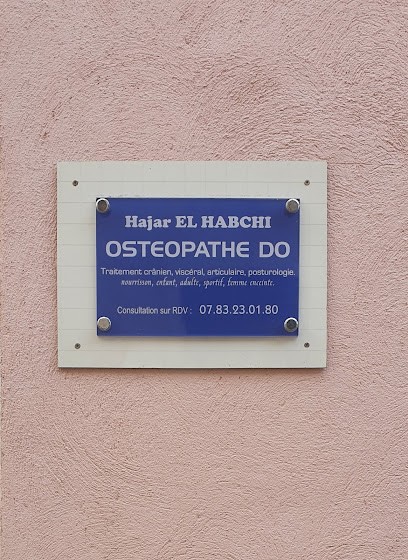 Hajar EL HABCHI
OSTEOPATHE DO
Traitement crânien, viscéral, articulaire, posturologie.
nourrisson, enfant, adulte, sportif, femme enceinte.
Consultation sur RDV : 07.83.23.01.80